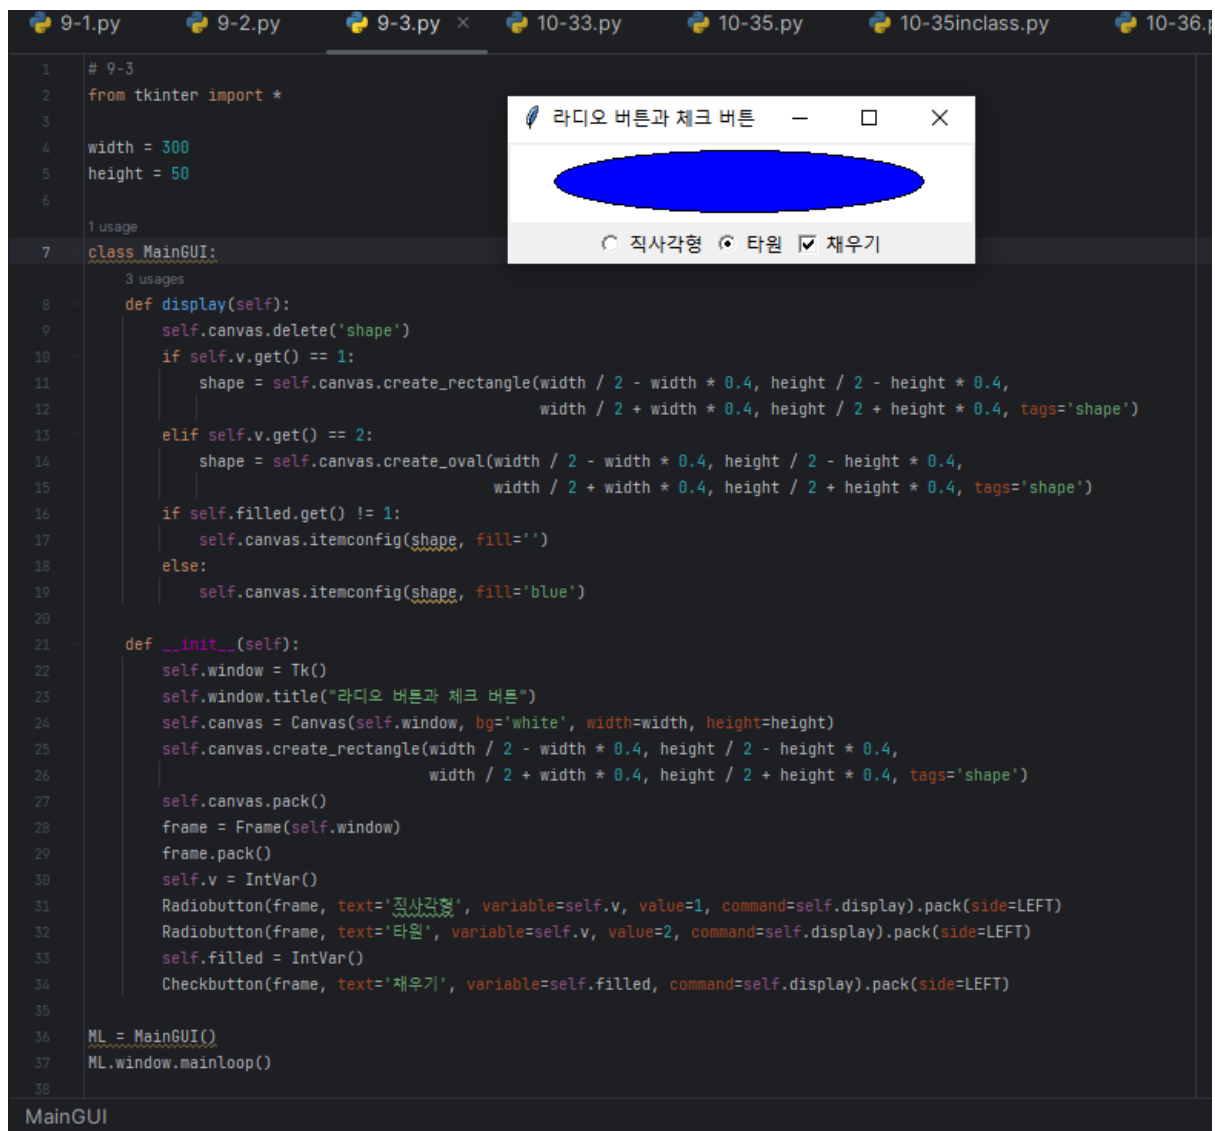 9-1.py 9-2.py 9-3.py × 10-33.py 10-35.py 10-35inclass.py 10-36.p
1 # 9-3
2 from tkinter import *
3
라디오 버튼과 체크 버튼
4 width = 300
5 height = 50
6
1 usage
직사각형 타원 채우기
7 class MainGUI:
3 usages
8 def display(self):
9 self.canvas.delete('shape')
10 if self.v.get() == 1:
11 shape = self.canvas.create_rectangle(width / 2 - width * 0.4, height / 2 - height * 0.4,
12 width / 2 + width * 0.4, height / 2 + height * 0.4, tags='shape')
13 elif self.v.get() == 2:
14 shape = self.canvas.create_oval(width / 2 - width * 0.4, height / 2 - height * 0.4,
15 width / 2 + width * 0.4, height / 2 + height * 0.4, tags='shape')
16 if self.filled.get() != 1:
17 self.canvas.itemconfig(shape, fill='')
18 else:
19 self.canvas.itemconfig(shape, fill='blue')
20
21 def __init__(self):
22 self.window = Tk()
23 self.window.title("라디오 버튼과 체크 버튼")
24 self.canvas = Canvas(self.window, bg='white', width=width, height=height)
25 self.canvas.create_rectangle(width / 2 - width * 0.4, height / 2 - height * 0.4,
26 width / 2 + width * 0.4, height / 2 + height * 0.4, tags='shape')
27 self.canvas.pack()
28 frame = Frame(self.window)
29 frame.pack()
30 self.v = IntVar()
31 Radiobutton(frame, text='직사각형', variable=self.v, value=1, command=self.display).pack(side=LEFT)
32 Radiobutton(frame, text='타원', variable=self.v, value=2, command=self.display).pack(side=LEFT)
33 self.filled = IntVar()
34 Checkbutton(frame, text='채우기', variable=self.filled, command=self.display).pack(side=LEFT)
35
36 ML = MainGUI()
37 ML.window.mainloop()
38
MainGUI